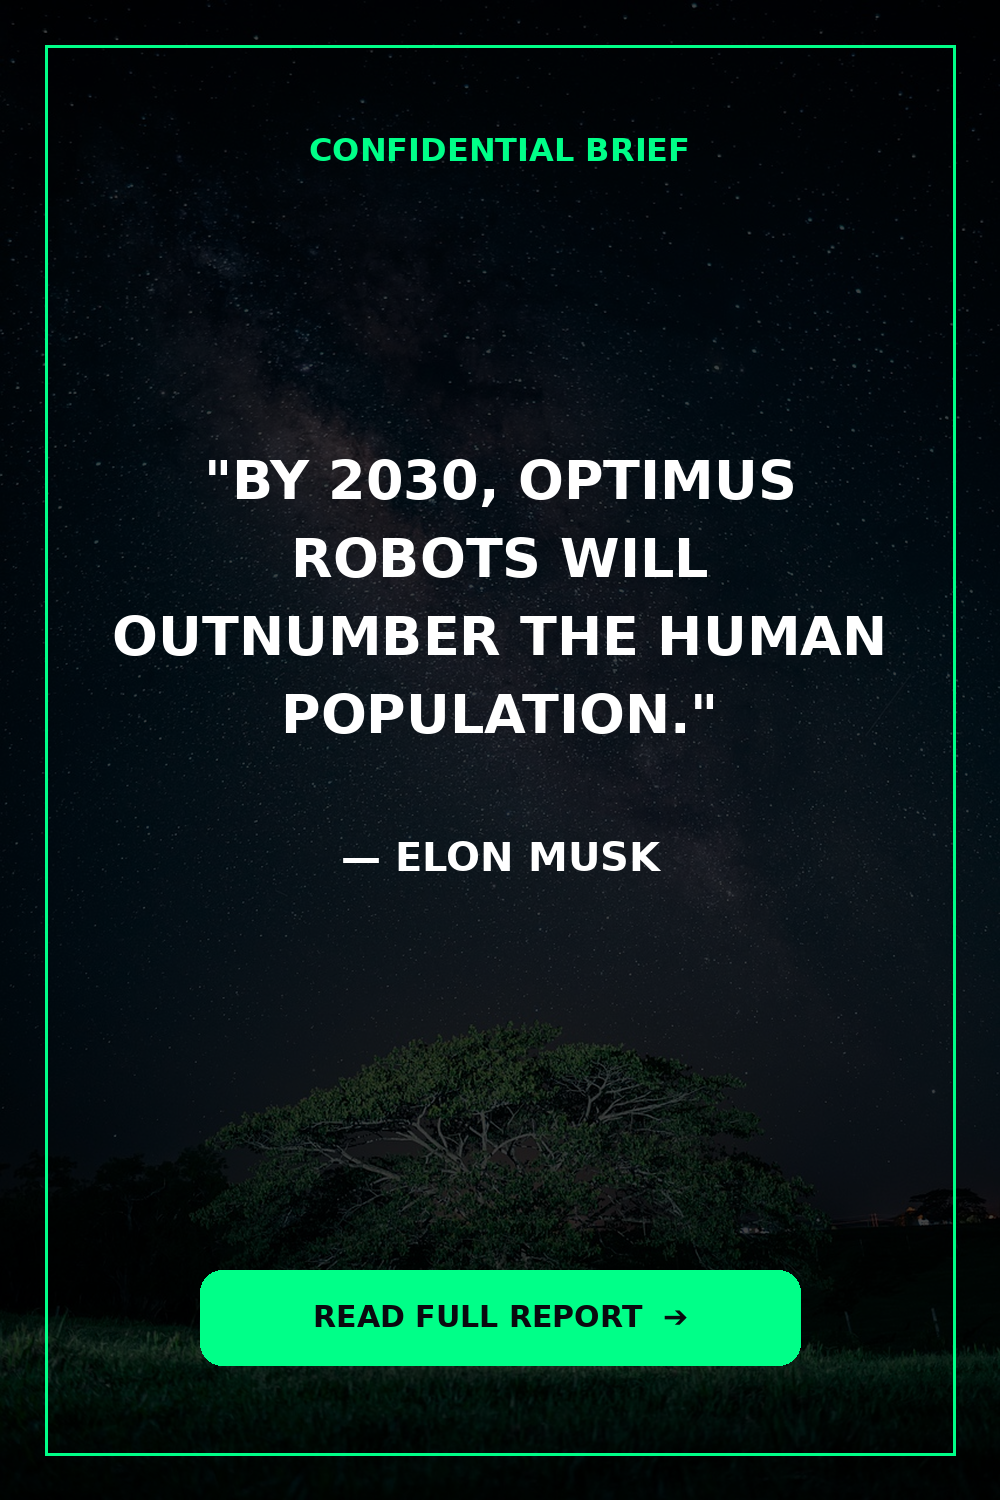 CONFIDENTIAL BRIEF
"BY 2030, OPTIMUS
ROBOTS WILL
OUTNUMBER THE HUMAN
POPULATION."
— ELON MUSK
READ FULL REPORT ➔